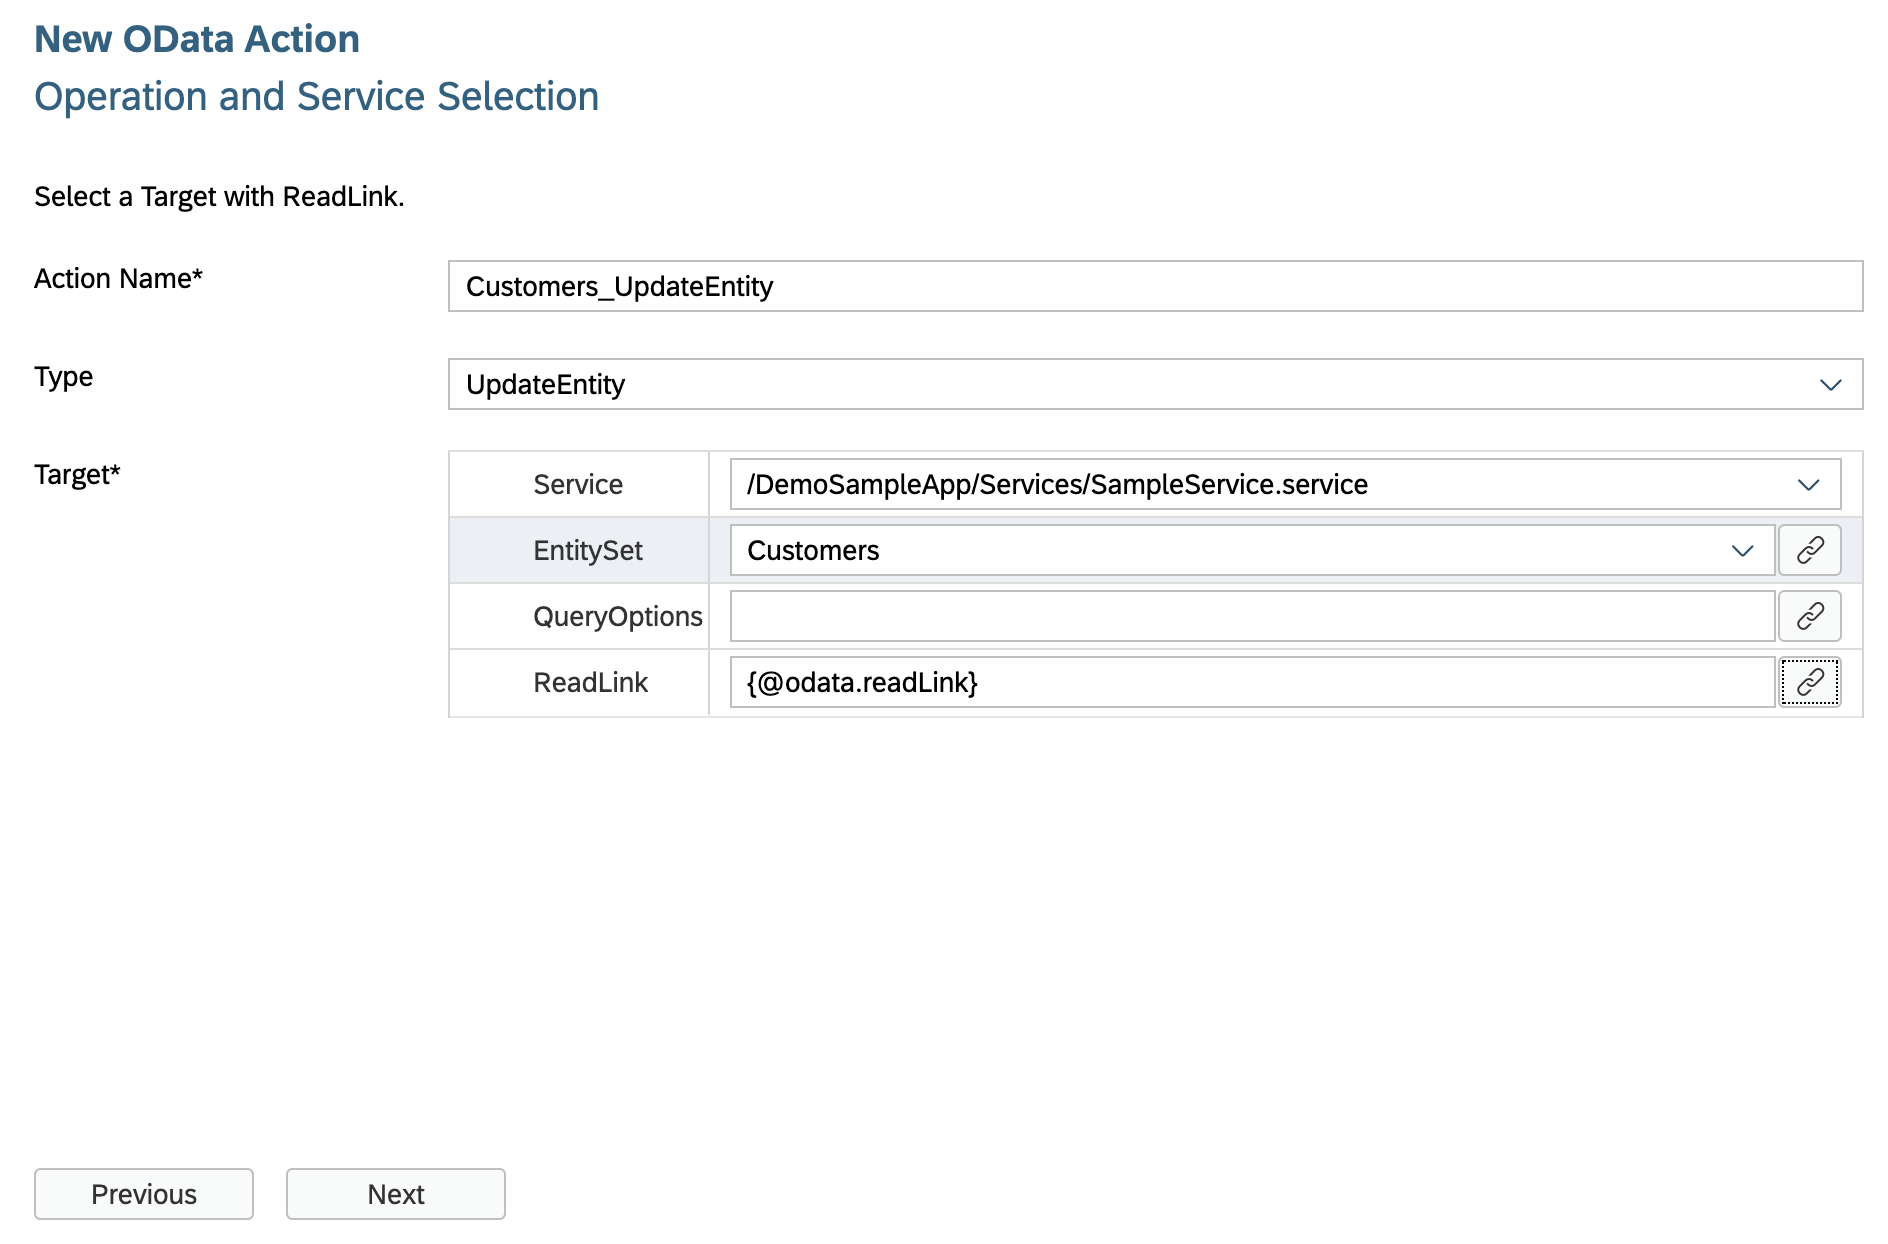 New OData Action
Operation and Service Selection
Select a Target with ReadLink.
Action Name* Customers_UpdateEntity
Type UpdateEntity
Target* Service /DemoSampleApp/Services/SampleService.service
EntitySet Customers
QueryOptions
ReadLink {@odata.readLink}
Previous Next